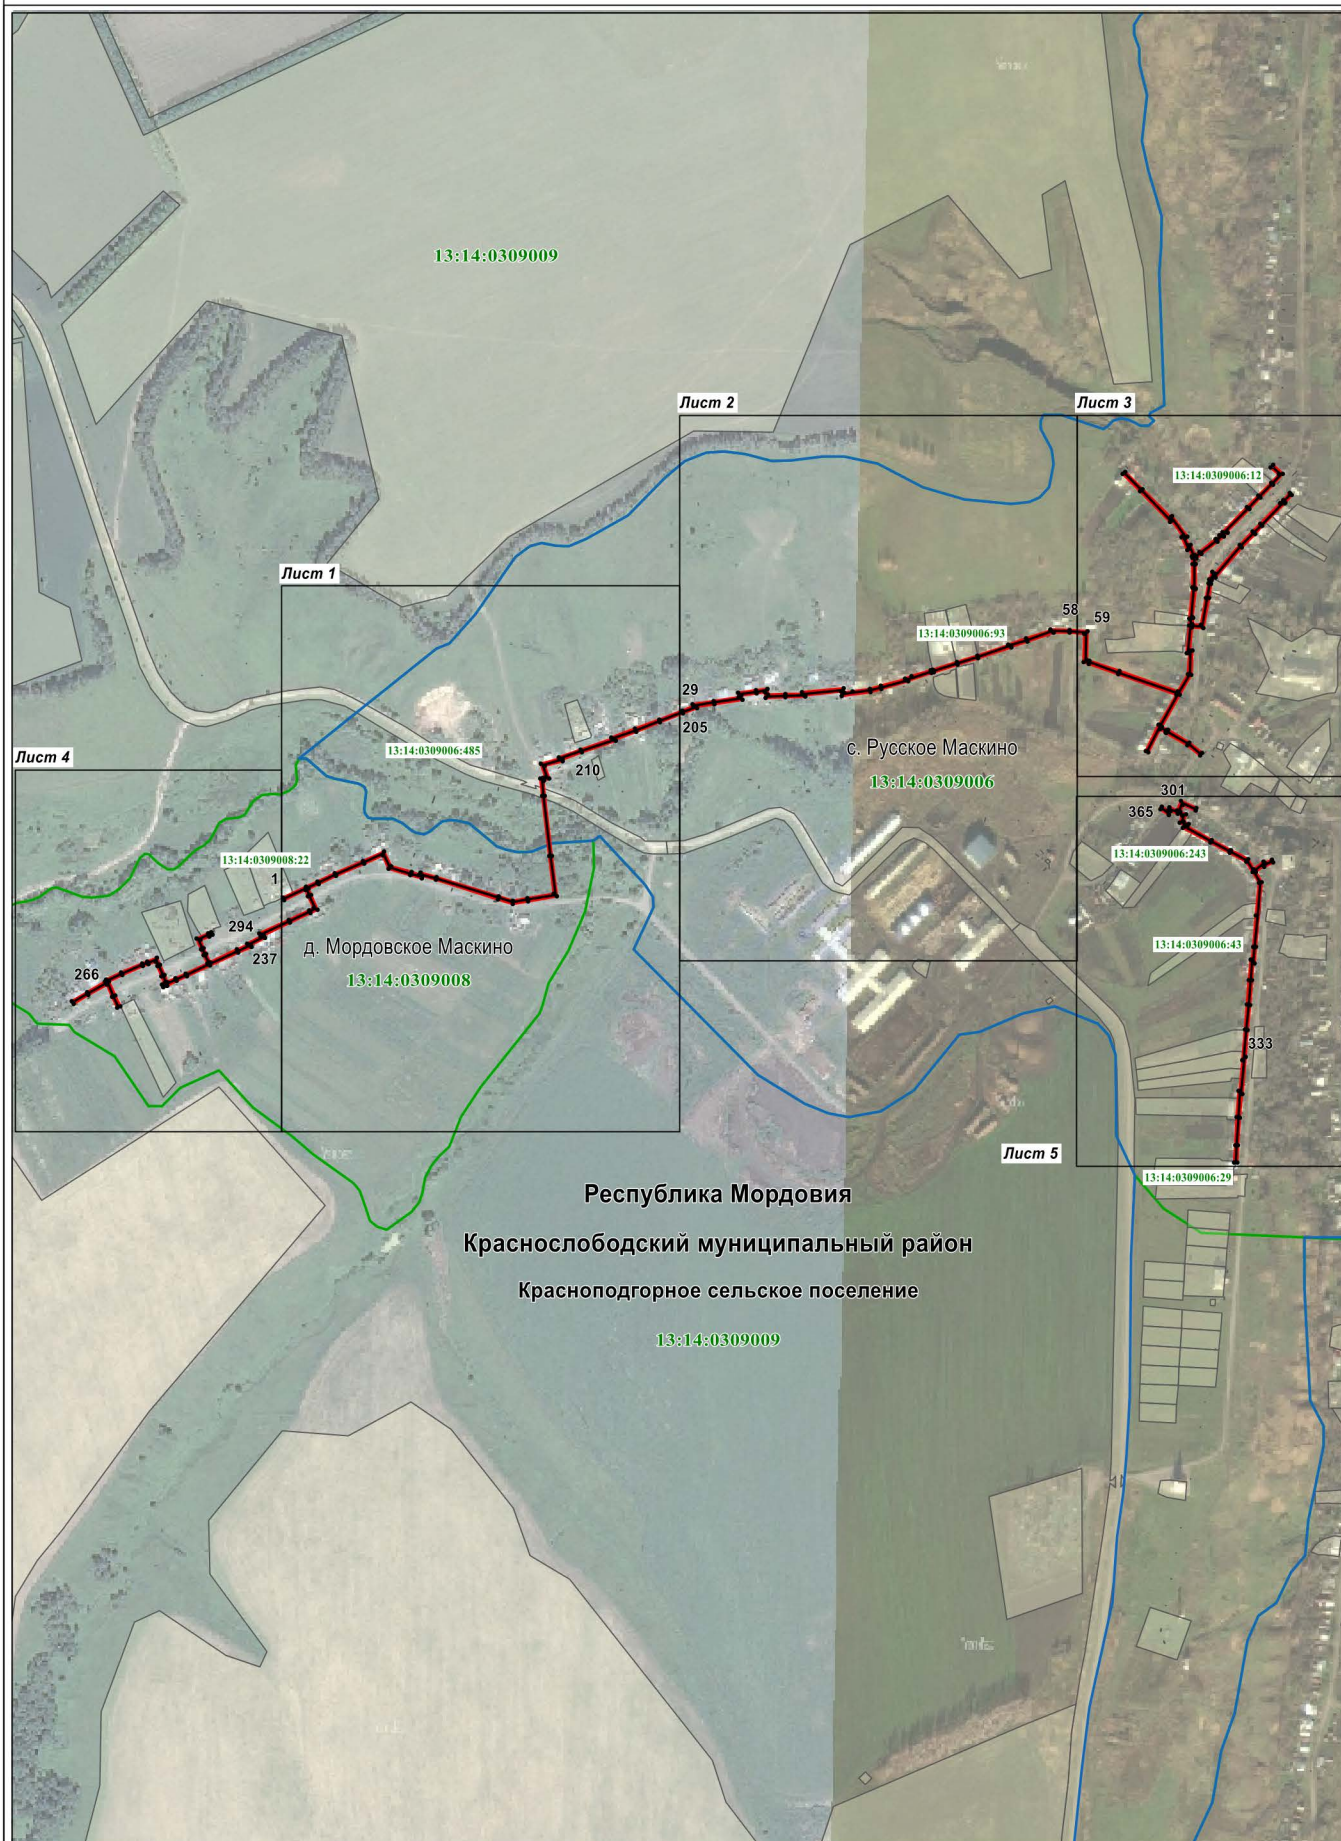 13:14:0309009
Лист 2
Лист 3
13:14:0309006:12
Лист 1
58
59
13:14:0309006:93
29
205
13:14:0309006:485
210
с. Русское Маскино
13:14:0309006
Лист 4
301
365
13:14:0309006:243
13:14:0309008:22
1
294
237
д. Мордовское Маскино
13:14:0309006:43
266
13:14:0309008
333
Лист 5
13:14:0309006:29
Республика Мордовия
Краснослободский муниципальный район
Красноподгорное сельское поселение
13:14:0309009